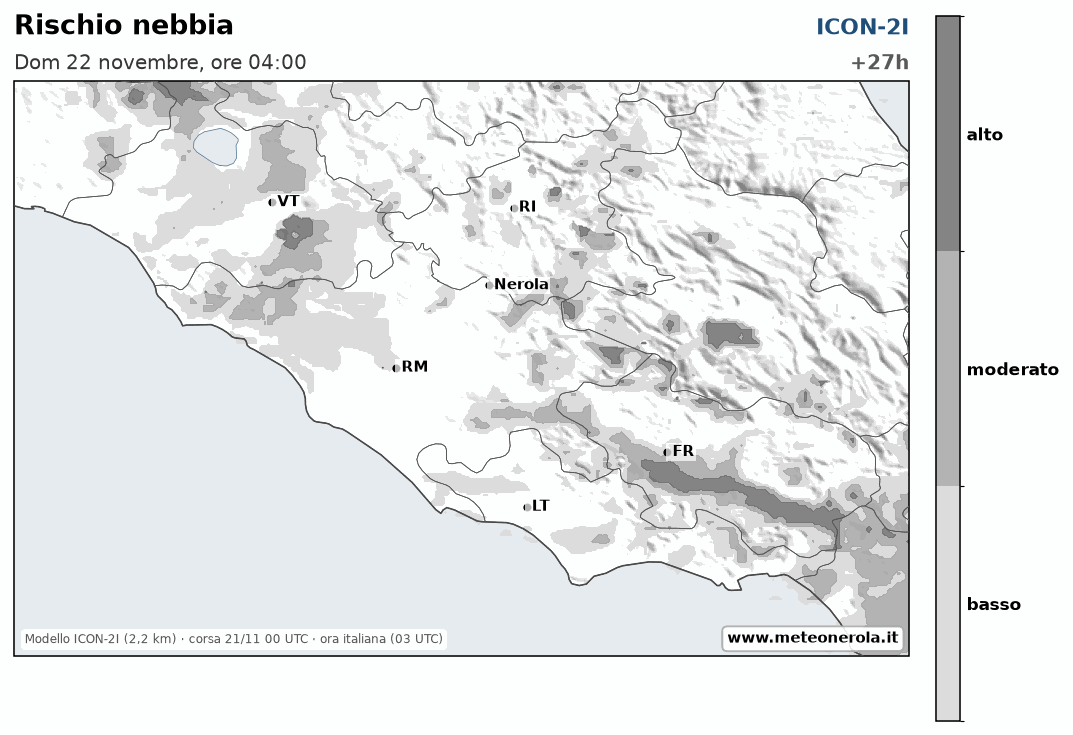 Rischio nebbia
ICON-2I
Dom 22 novembre, ore 04:00
+27h
alto
VT
RI
Nerola
RM
moderato
FR
LT
basso
Modello ICON-2I (2,2 km) · corsa 21/11 00 UTC · ora italiana (03 UTC)
www.meteonerola.it